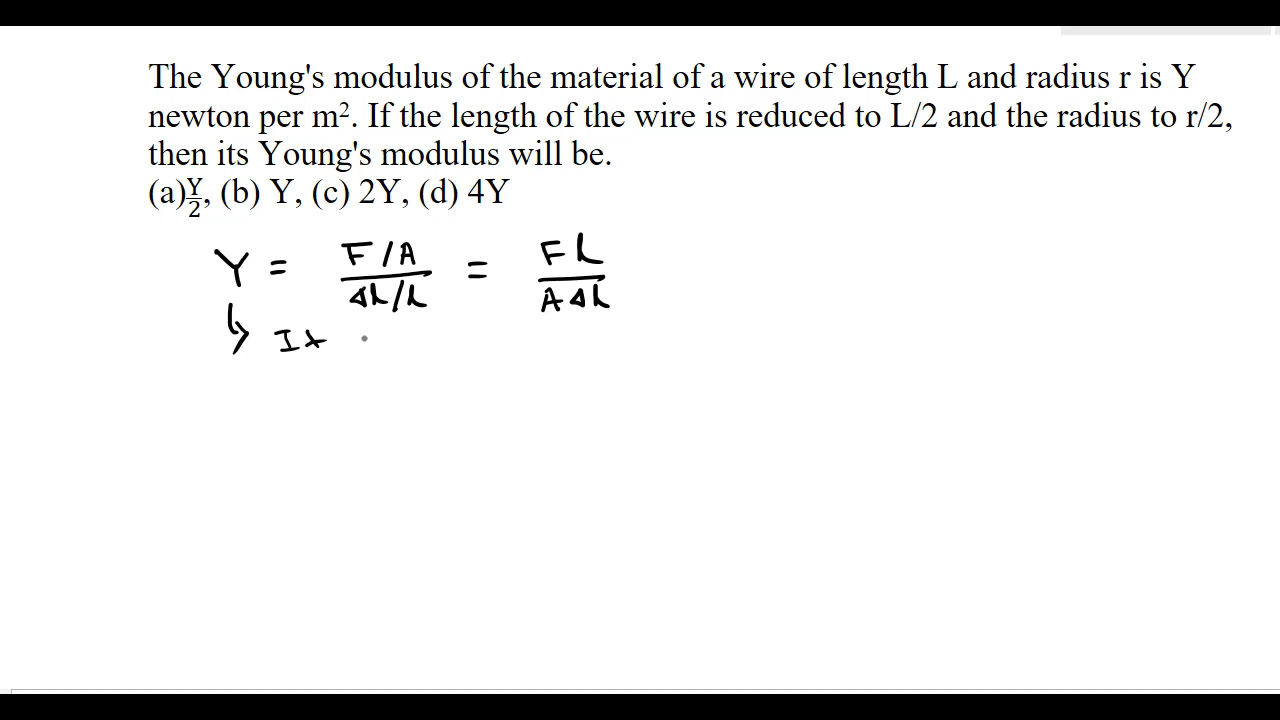 The Young's modulus of the material of a wire of length L and radius r is Y
newton per m². If the length of the wire is reduced to L/2 and the radius to r/2,
then its Young's modulus will be.
(a) Y/2, (b) Y, (c) 2Y, (d) 4Y
Y = F/A / ΔL/L = FL / AΔL
↳ It